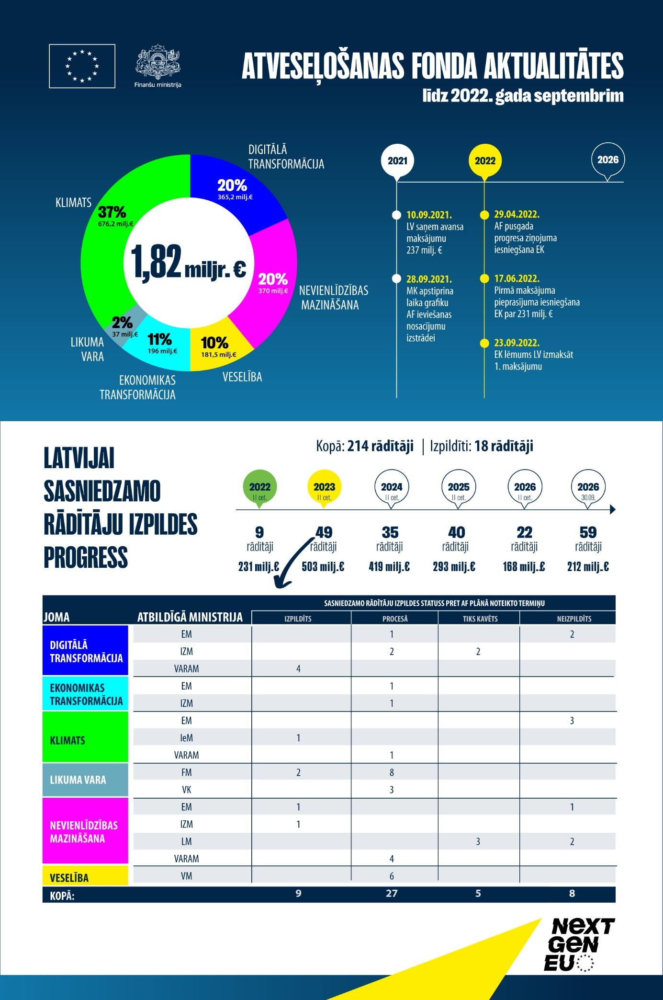 Finanšu ministrija
ATVESEĻOŠANAS FONDA AKTUALITĀTES
līdz 2022. gada septembrim
DIGITĀLĀ
TRANSFORMĀCIJA
20%
365,2 milj.€
KLIMATS
37%
676,2 milj.€
1,82 miljr. €
20%
370 milj.€
NEVIENLĪDZĪBAS
MAZINĀŠANA
2%
37 milj.€
LIKUMA
VARA
11%
196 milj.€
EKONOMIKAS
TRANSFORMĀCIJA
10%
181,5 milj.€
VESELĪBA
2021
2022
2026
10.09.2021.
LV saņem avansa
maksājumu
237 milj. €
28.09.2021.
MK apstiprina
laika grafiku
AF ieviešanas
nosacījumu
izstrādei
29.04.2022.
AF pusgada
progresa ziņojuma
iesniegšana EK
17.06.2022.
Pirmā maksājuma
pieprasījuma iesniegšana
EK par 231 milj. €
23.09.2022.
EK lēmums LV izmaksāt
1. maksājumu
LATVIJAI
SASNIEDZAMO
RĀDĪTĀJU IZPILDES
PROGRESS
Kopā: 214 rādītāji | Izpildīti: 18 rādītāji
2022 2023 2024 2025 2026 2026
II cet. II cet. II cet. II cet. II cet. 30.09.
9 49 35 40 22 59
rādītāji rādītāji rādītāji rādītāji rādītāji rādītāji
231 milj.€ 503 milj.€ 419 milj.€ 293 milj.€ 168 milj.£ 212 milj.€
SASNIEDZAMO RĀDĪTĀJU IZPILDES STATUSS PRET AF PLĀNĀ NOTEIKTO TERMIŅU
JOMA ATBILDĪGĀ MINISTRIJA IZPILDĪTS PROCESĀ TIKS KAVĒTS NEIZPILDĪTS
DIGITĀLĀ
TRANSFORMĀCIJA
EM 1 2
IZM 2 2
VARAM 4
EKONOMIKAS
TRANSFORMĀCIJA
EM 1
IZM 1
KLIMATS
EM 3
IeM 1
VARAM 1
LIKUMA VARA
FM 2 8
VK 3
NEVIENLĪDZĪBAS
MAZINĀŠANA
EM 1 1
IZM 1
LM 3 2
VARAM 4
VESELĪBA
VM 6
KOPĀ: 9 27 5 8
NEXT
GEN
EU